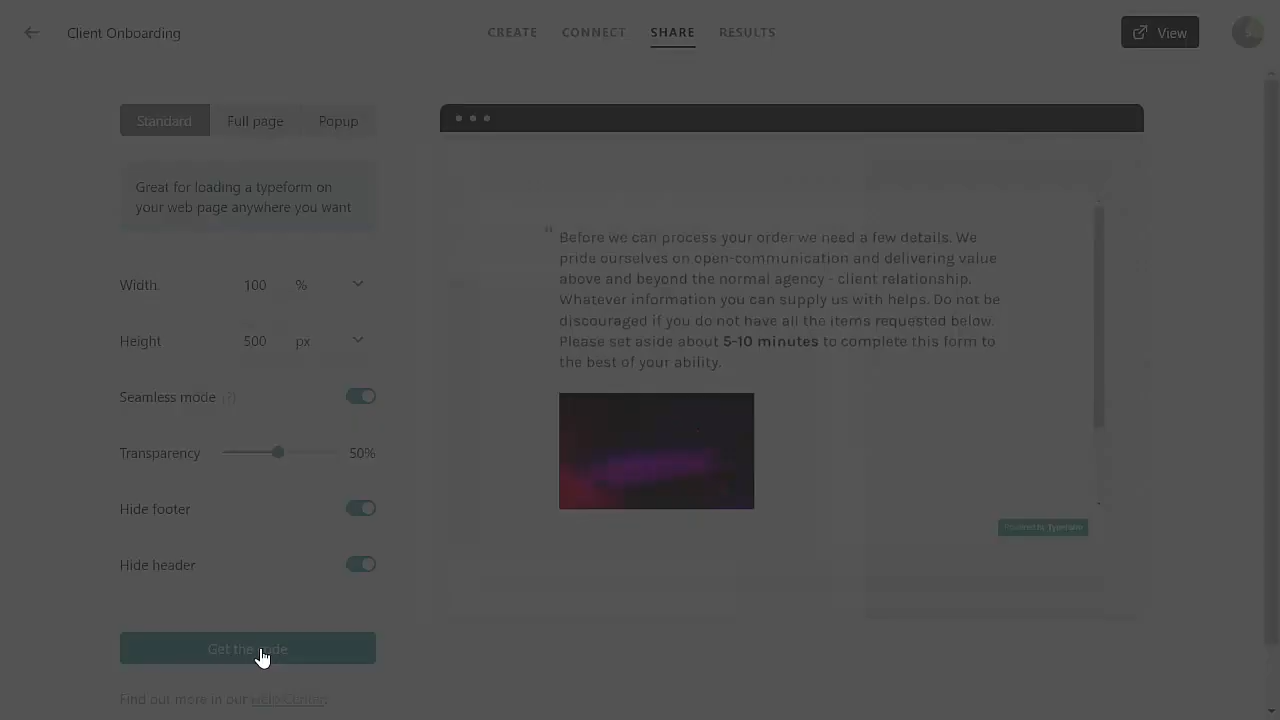 Client Onboarding
CREATE CONNECT SHARE RESULTS
View
Standard Full page Popup
Great for loading a typeform on
your web page anywhere you want
Width 100 %
Height 500 px
Seamless mode (?)
Transparency 50%
Hide footer
Hide header
Get the code
Find out more in our Help Center.
" Before we can process your order we need a few details. We
pride ourselves on open-communication and delivering value
above and beyond the normal agency - client relationship.
Whatever information you can supply us with helps. Do not be
discouraged if you do not have all the items requested below.
Please set aside about 5-10 minutes to complete this form to
the best of your ability.
Powered by Typeform